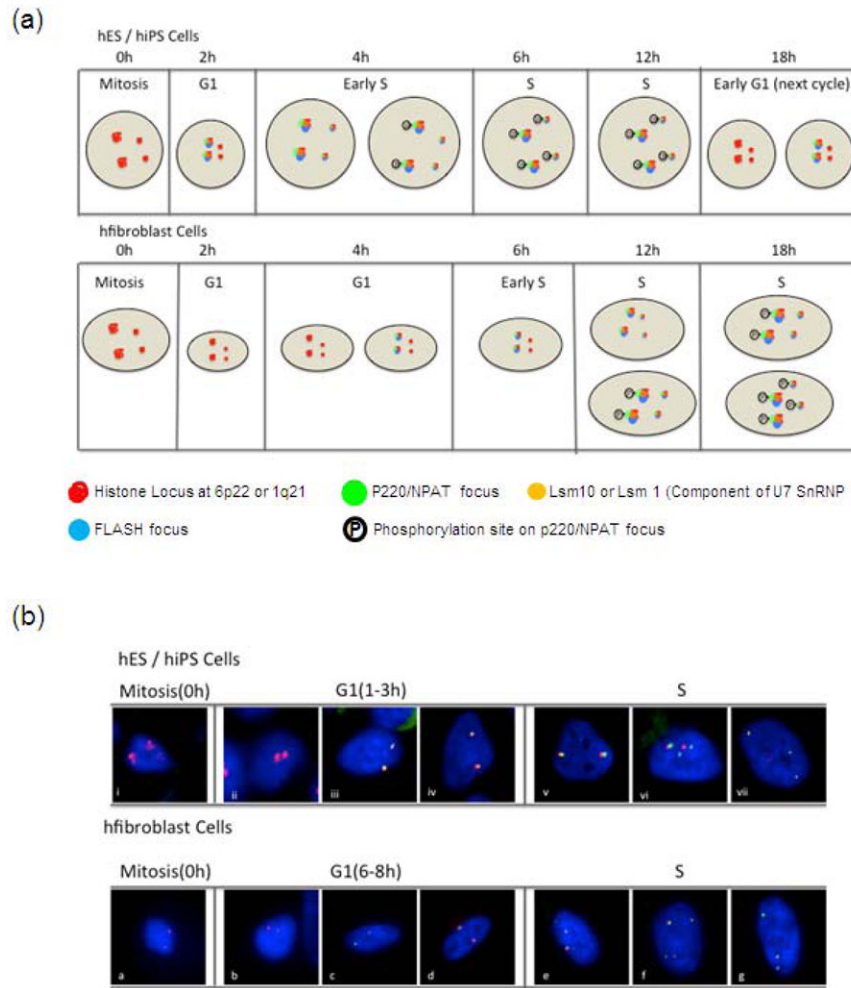 (a)
hES / hiPS Cells
0h 2h 4h 6h 12h 18h
Mitosis G1 Early S S S Early G1 (next cycle)
P P P P P P P P P P
hfibroblast Cells
0h 2h 4h 6h 12h 18h
Mitosis G1 G1 Early S S S
P P P P P P P P
Histone Locus at 6p22 or 1q21 P220/NPAT focus Lsm10 or Lsm 1 (Component of U7 SnRNP
FLASH focus P Phosphorylation site on p220/NPAT focus
(b)
hES / hiPS Cells
Mitosis(0h) G1(1-3h) S
i ii iii iv v vi vii
hfibroblast Cells
Mitosis(0h) G1(6-8h) S
a b c d e f g